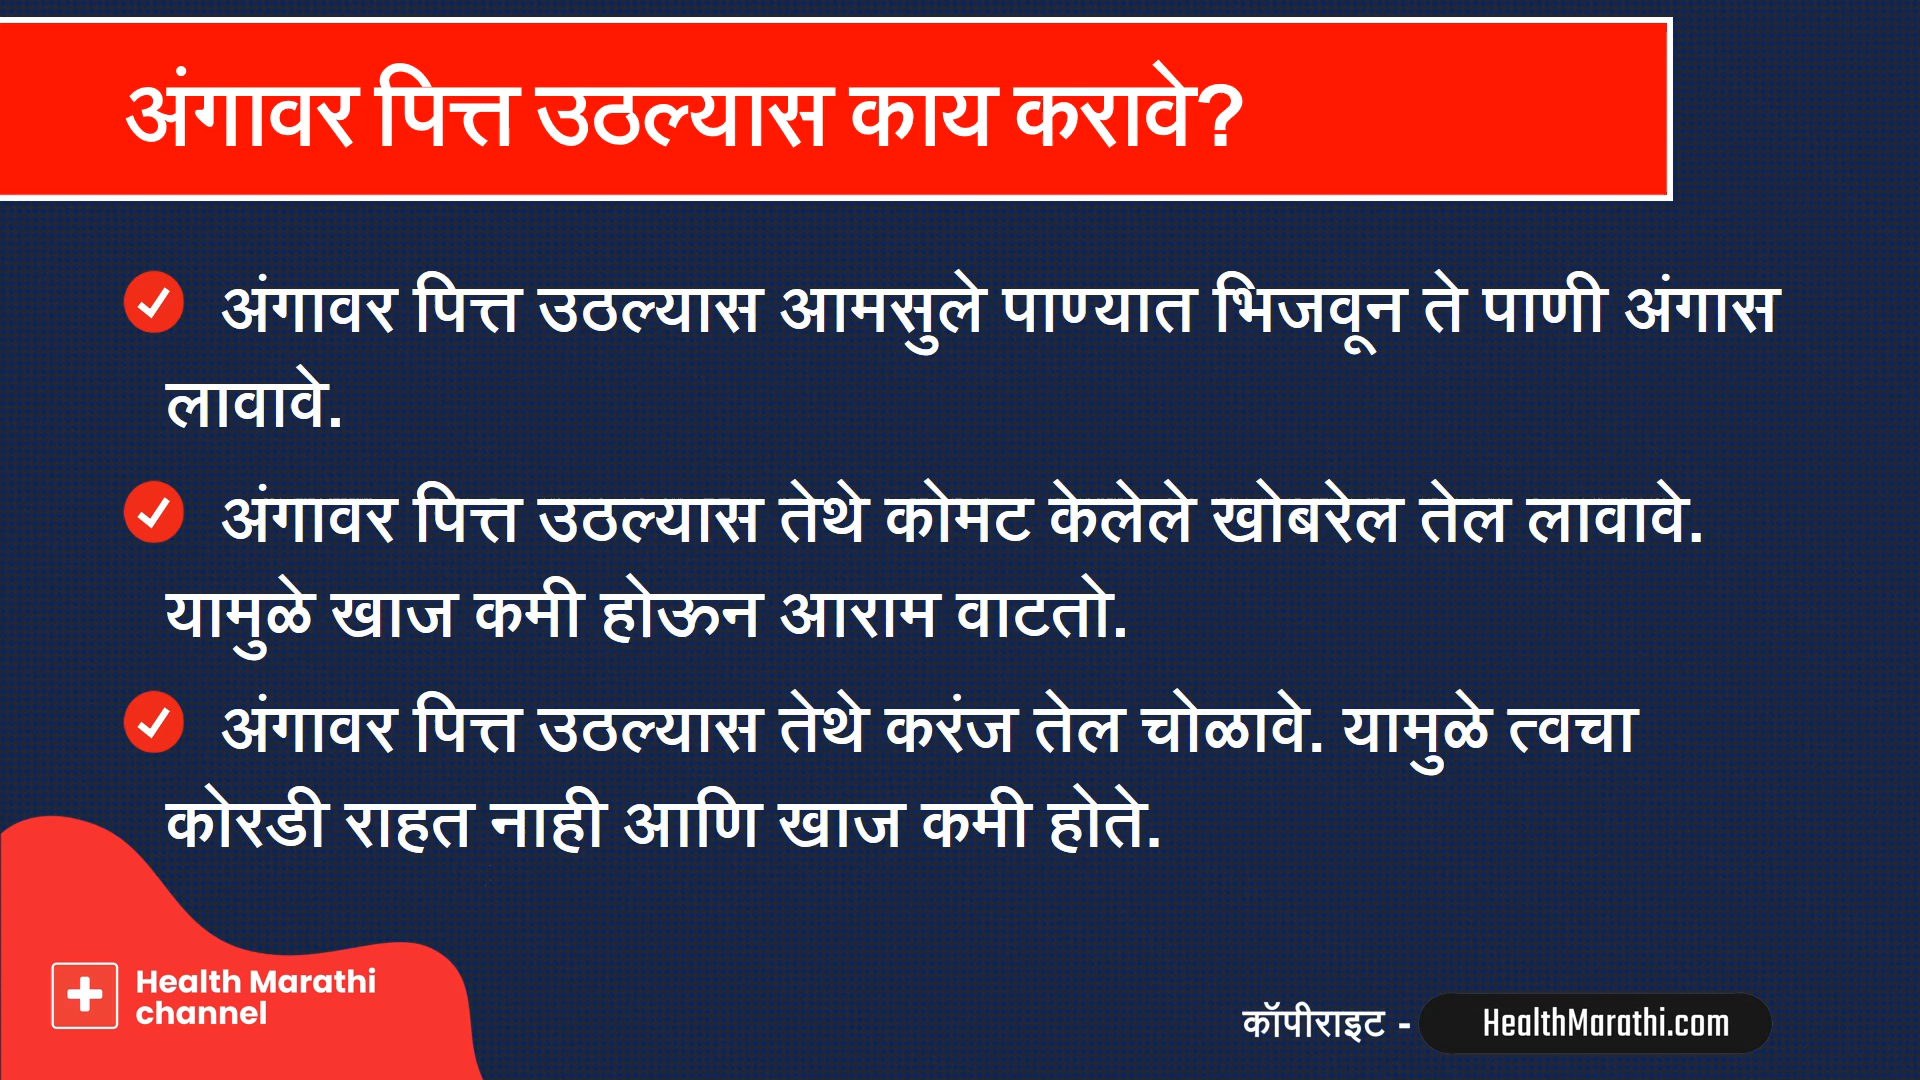 अंगावर पित्त उठल्यास काय करावे?
अंगावर पित्त उठल्यास आमसुले पाण्यात भिजवून ते पाणी अंगास
लावावे.
अंगावर पित्त उठल्यास तेथे कोमट केलेले खोबरेल तेल लावावे.
यामुळे खाज कमी होऊन आराम वाटतो.
अंगावर पित्त उठल्यास तेथे करंज तेल चोळावे. यामुळे त्वचा
कोरडी राहत नाही आणि खाज कमी होते.
Health Marathi
channel
कॉपीराइट - HealthMarathi.com